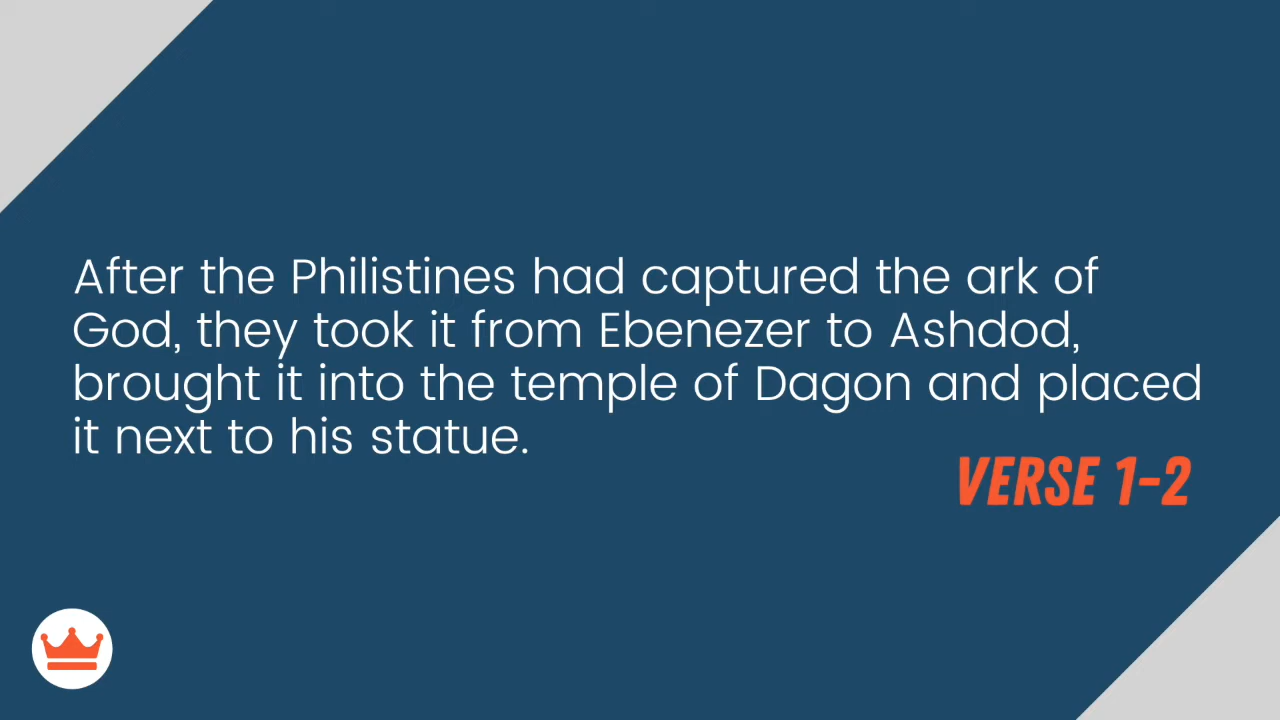 After the Philistines had captured the ark of
God, they took it from Ebenezer to Ashdod,
brought it into the temple of Dagon and placed
it next to his statue.
VERSE 1-2